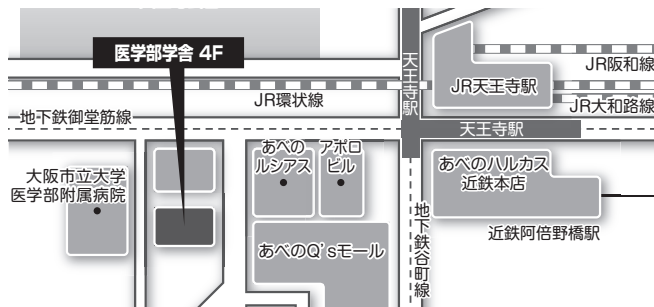 医学部学舎 4F
天王寺駅
JR阪和線
JR天王寺駅
JR環状線
JR大和路線
地下鉄御堂筋線
天王寺駅
あべの
ルシアス
アポロ
ビル
あべのハルカス
近鉄本店
大阪市立大学
医学部附属病院
地下鉄谷町線
近鉄阿倍野橋駅
あべのQ'sモール